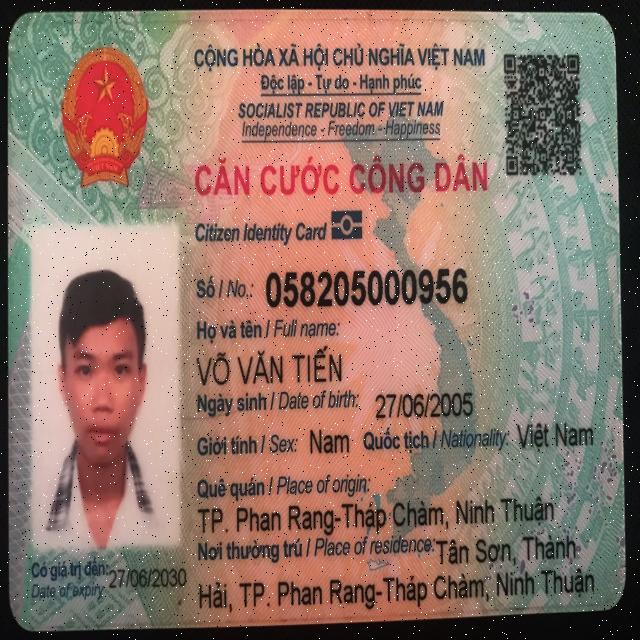 CỘNG HÒA XÃ HỘI CHỦ NGHĨA VIỆT NAM
Độc lập - Tự do - Hạnh phúc
SOCIALIST REPUBLIC OF VIET NAM
Independence - Freedom - Happiness
CĂN CƯỚC CÔNG DÂN
Citizen Identity Card
Số / No.: 058205000956
Họ và tên / Full name:
VÕ VĂN TIẾN
Ngày sinh / Date of birth: 27/06/2005
Giới tính / Sex: Nam Quốc tịch / Nationality: Việt Nam
Quê quán / Place of origin:
TP. Phan Rang-Tháp Chàm, Ninh Thuận
Nơi thường trú / Place of residence: Tân Sơn, Thành
Hải, TP. Phan Rang-Tháp Chàm, Ninh Thuận
Có giá trị đến: 27/06/2030
Date of expiry: